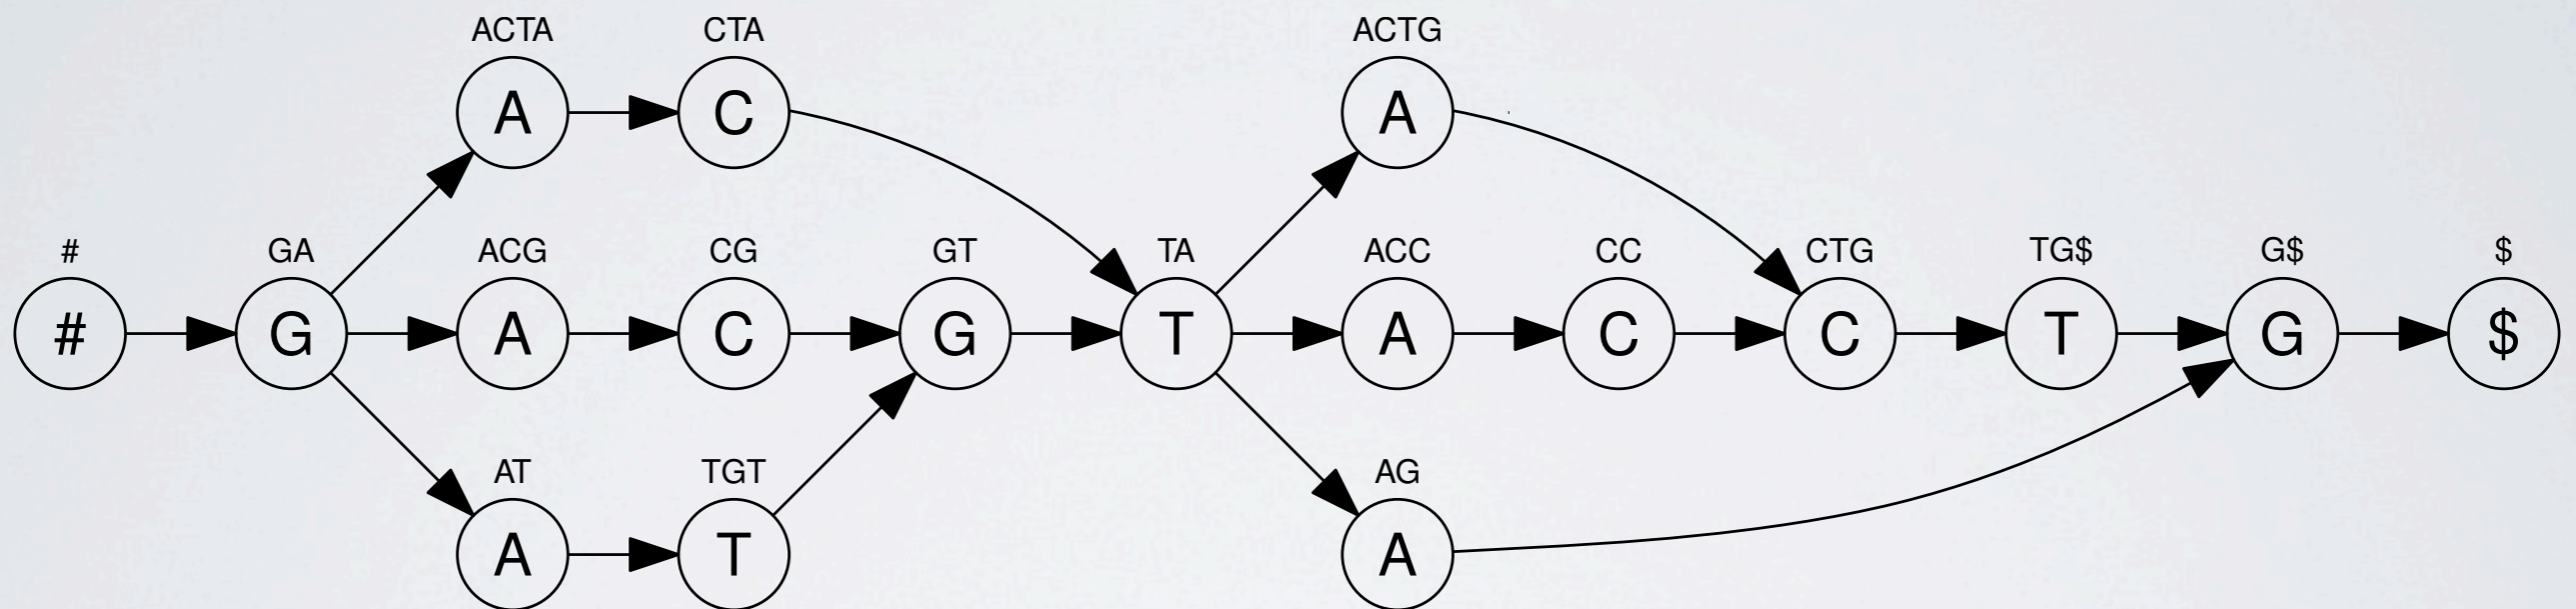 ACTA CTA ACTG
A C A
# GA ACG CG GT TA ACC CC CTG TG$ G$ $
# G A C G T A C C T G $
AT TGT AG
A T A